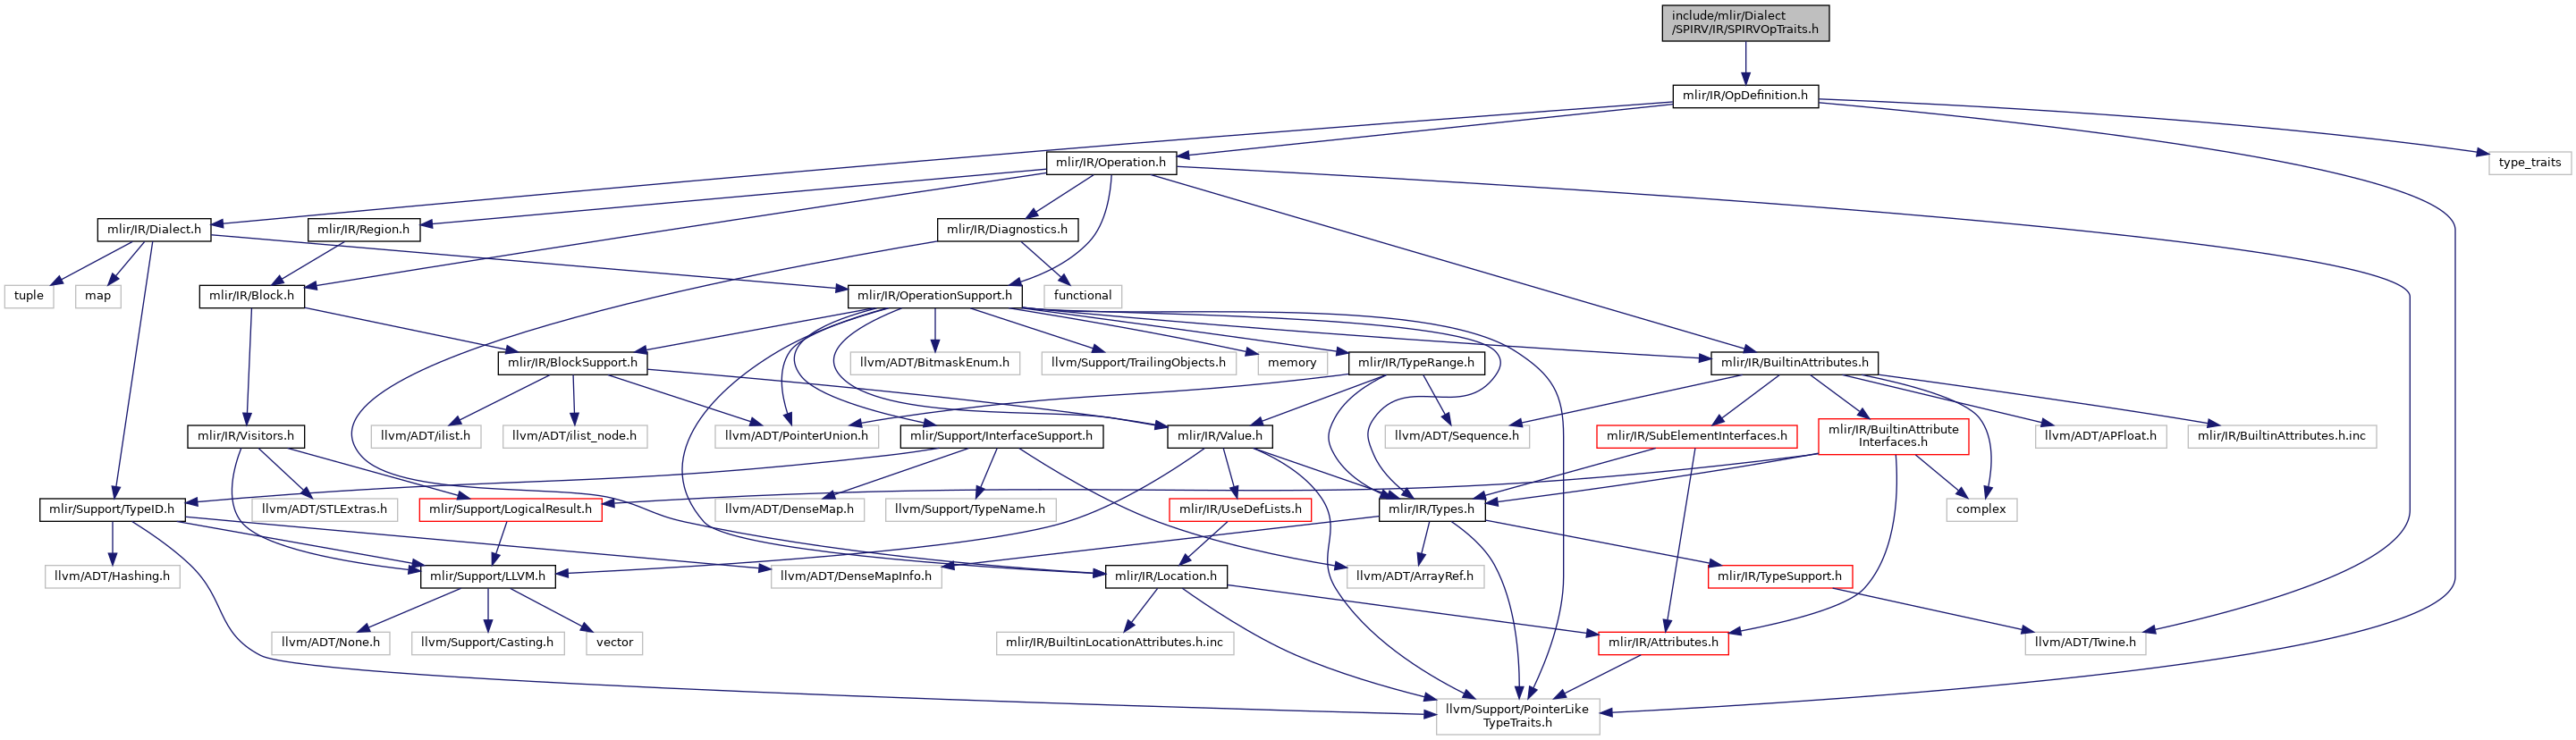 include/mlir/Dialect
/SPIRV/IR/SPIRVOpTraits.h
mlir/IR/OpDefinition.h
mlir/IR/Operation.h
type_traits
mlir/IR/Dialect.h
mlir/IR/Region.h
mlir/IR/Diagnostics.h
tuple
map
mlir/IR/Block.h
mlir/IR/OperationSupport.h
functional
mlir/IR/BlockSupport.h
llvm/ADT/BitmaskEnum.h
llvm/Support/TrailingObjects.h
memory
mlir/IR/TypeRange.h
mlir/IR/BuiltinAttributes.h
mlir/IR/Visitors.h
llvm/ADT/ilist.h
llvm/ADT/ilist_node.h
llvm/ADT/PointerUnion.h
mlir/Support/InterfaceSupport.h
mlir/IR/Value.h
llvm/ADT/Sequence.h
mlir/IR/SubElementInterfaces.h
mlir/IR/BuiltinAttribute
Interfaces.h
llvm/ADT/APFloat.h
mlir/IR/BuiltinAttributes.h.inc
mlir/Support/TypeID.h
llvm/ADT/STLExtras.h
mlir/Support/LogicalResult.h
llvm/ADT/DenseMap.h
llvm/Support/TypeName.h
mlir/IR/UseDefLists.h
mlir/IR/Types.h
complex
llvm/ADT/Hashing.h
mlir/Support/LLVM.h
llvm/ADT/DenseMapInfo.h
mlir/IR/Location.h
llvm/ADT/ArrayRef.h
mlir/IR/TypeSupport.h
llvm/ADT/None.h
llvm/Support/Casting.h
vector
mlir/IR/BuiltinLocationAttributes.h.inc
mlir/IR/Attributes.h
llvm/ADT/Twine.h
llvm/Support/PointerLike
TypeTraits.h